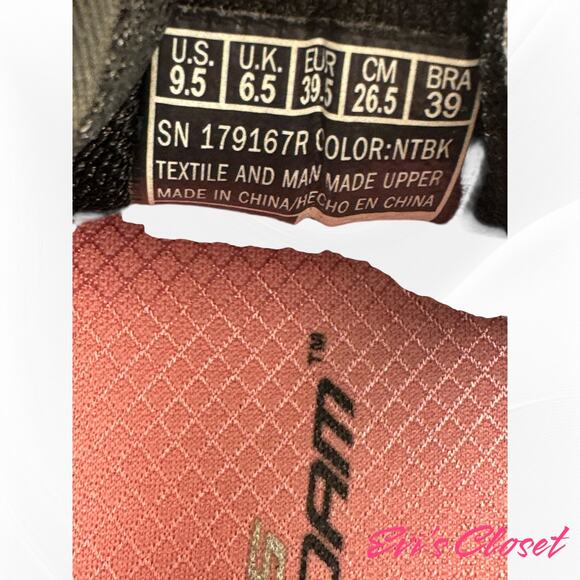 U.S. U.K. EUR CM BRA
9.5 6.5 39.5 26.5 39
SN 179167R COLOR:NTBK
TEXTILE AND MAN MADE UPPER
MADE IN CHINA/HECHO EN CHINA
OAM™
S
Evi's Closet